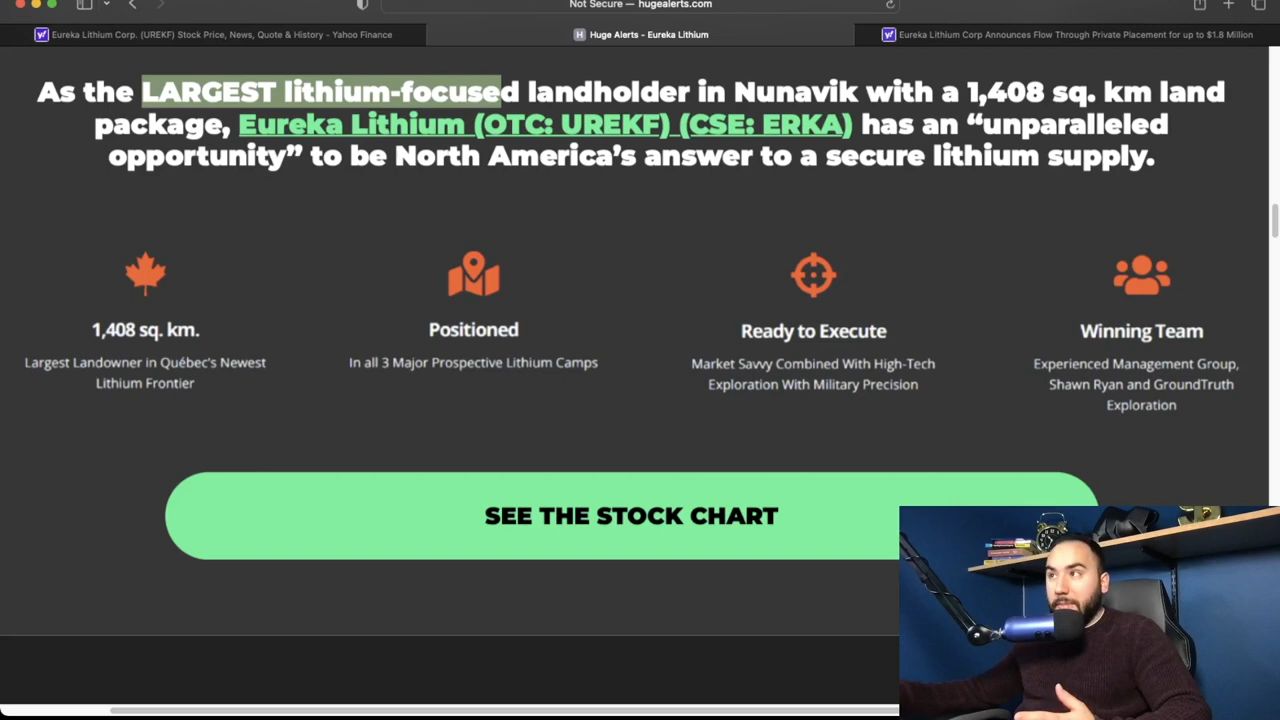 Not Secure — hugealerts.com
Eureka Lithium Corp. (UREKF) Stock Price, News, Quote & History - Yahoo Finance
H Huge Alerts - Eureka Lithium
Eureka Lithium Corp Announces Flow Through Private Placement for up to $1.8 Million
As the LARGEST lithium-focused landholder in Nunavik with a 1,408 sq. km land
package, Eureka Lithium (OTC: UREKF) (CSE: ERKA) has an “unparalleled
opportunity” to be North America’s answer to a secure lithium supply.
1,408 sq. km.
Largest Landowner in Québec's Newest
Lithium Frontier
Positioned
In all 3 Major Prospective Lithium Camps
Ready to Execute
Market Savvy Combined With High-Tech
Exploration With Military Precision
Winning Team
Experienced Management Group,
Shawn Ryan and GroundTruth
Exploration
SEE THE STOCK CHART